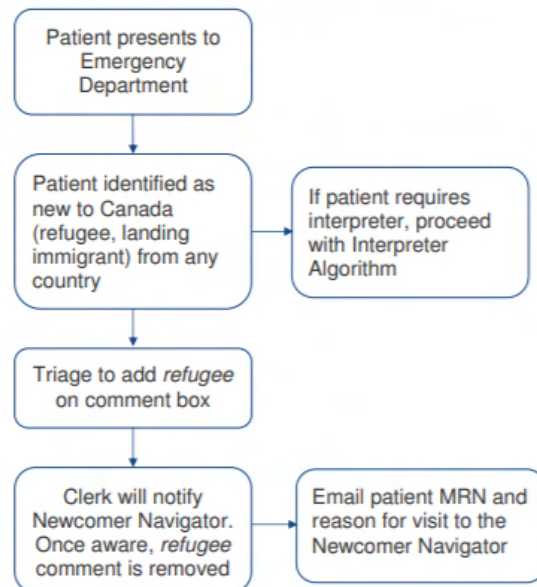 Patient presents to
Emergency
Department
Patient identified as
new to Canada
(refugee, landing
immigrant) from any
country
If patient requires
interpreter, proceed
with Interpreter
Algorithm
Triage to add refugee
on comment box
Clerk will notify
Newcomer Navigator.
Once aware, refugee
comment is removed
Email patient MRN and
reason for visit to the
Newcomer Navigator